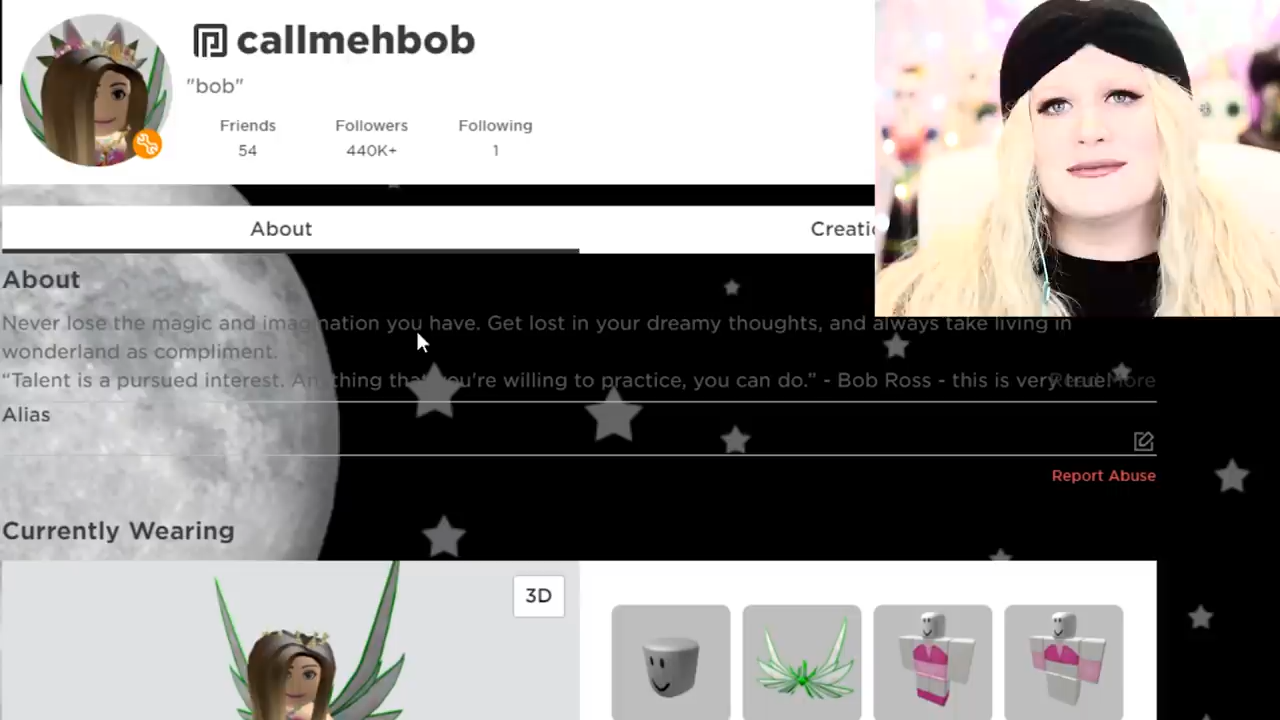 callmehbob
"bob"
Friends Followers Following
54 440K+ 1
About
About
Never lose the magic and imagination you have. Get lost in your dreamy thoughts, and always take living in
wonderland as compliment.
“Talent is a pursued interest. Anything that you're willing to practice, you can do.” - Bob Ross - this is very
Read More
Alias
Report Abuse
Currently Wearing
3D